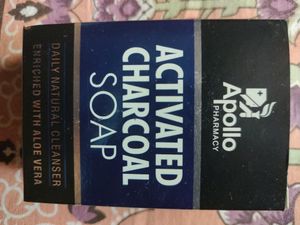 Apollo
PHARMACY
ACTIVATED
CHARCOAL
SOAP
DAILY NATURAL CLEANSER
ENRICHED WITH ALOE VERA